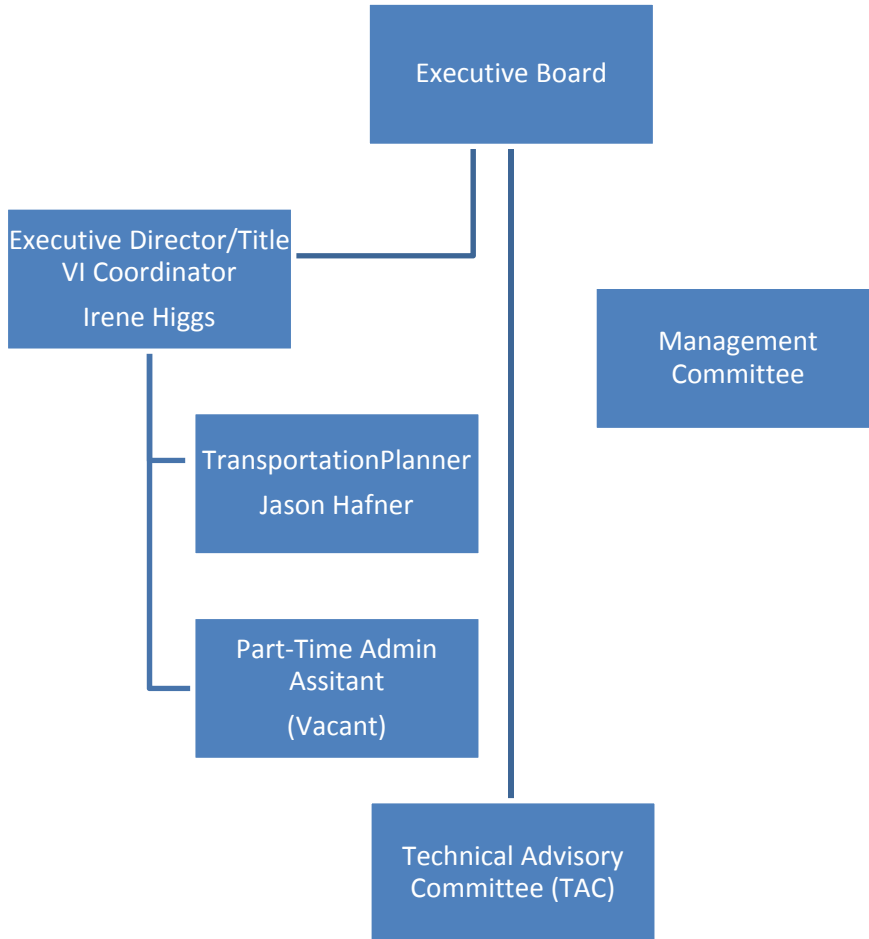 Executive Board
Executive Director/Title
VI Coordinator
Irene Higgs
Management
Committee
TransportationPlanner
Jason Hafner
Part-Time Admin
Assitant
(Vacant)
Technical Advisory
Committee (TAC)